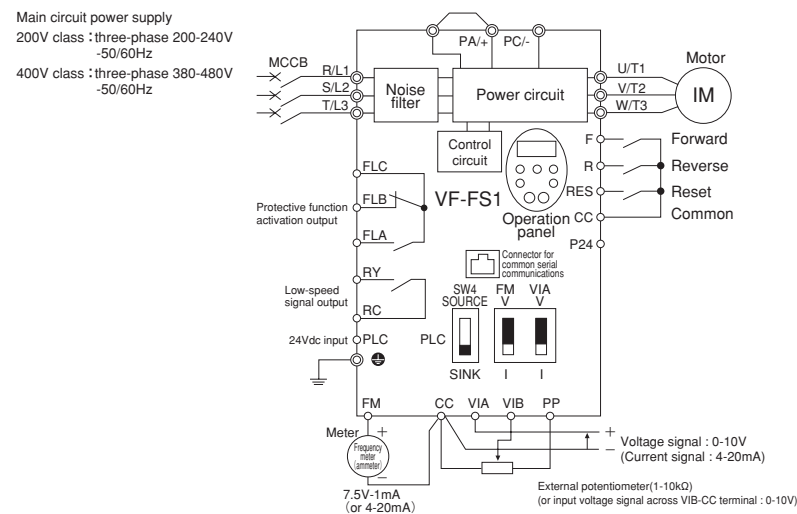 Main circuit power supply
200V class : three-phase 200-240V
-50/60Hz
400V class : three-phase 380-480V
-50/60Hz
MCCB
R/L1
S/L2
T/L3
Noise
filter
PA/+
PC/-
Power circuit
Control
circuit
U/T1
V/T2
W/T3
Motor
IM
F
Forward
R
Reverse
RES
Reset
CC
Common
P24
Operation
panel
VF-FS1
FLC
Protective function
activation output
FLB
FLA
RY
Low-speed
signal output
RC
24Vdc input
PLC
Connector for
common serial
communications
SW4
SOURCE
PLC
SINK
FM
V
I
VIA
V
I
FM
CC
VIA
VIB
PP
Meter
+
Frequency
meter
(ammeter)
−
7.5V-1mA
(or 4-20mA)
+
−
Voltage signal : 0-10V
(Current signal : 4-20mA)
External potentiometer(1-10kΩ)
(or input voltage signal across VIB-CC terminal : 0-10V)